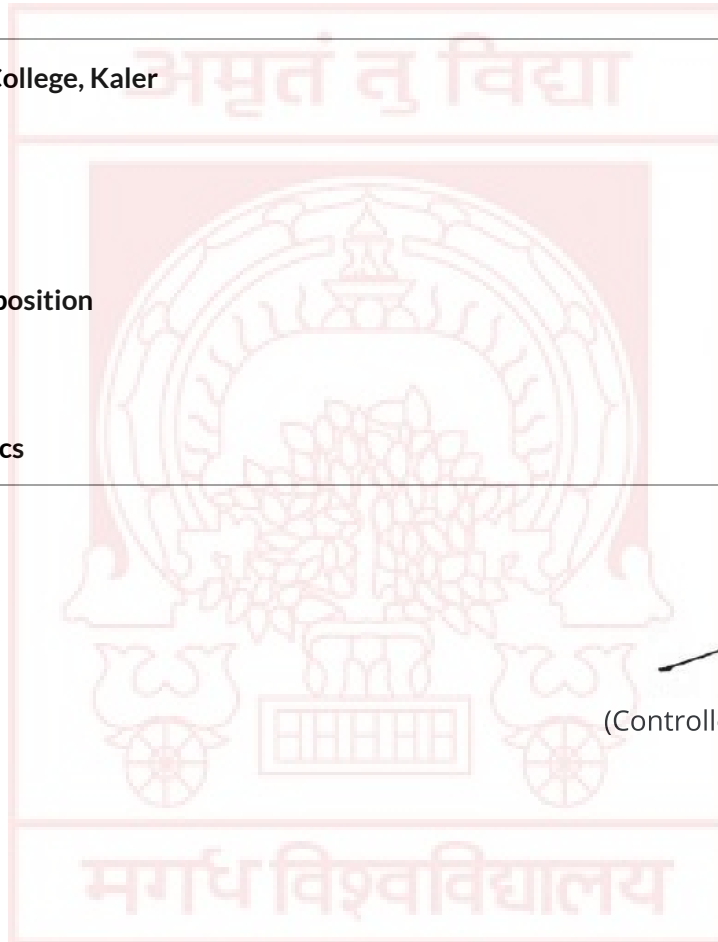 अमृतं तु विद्या
College, Kaler
position
cs
(Controll
मगध विश्वविद्यालय